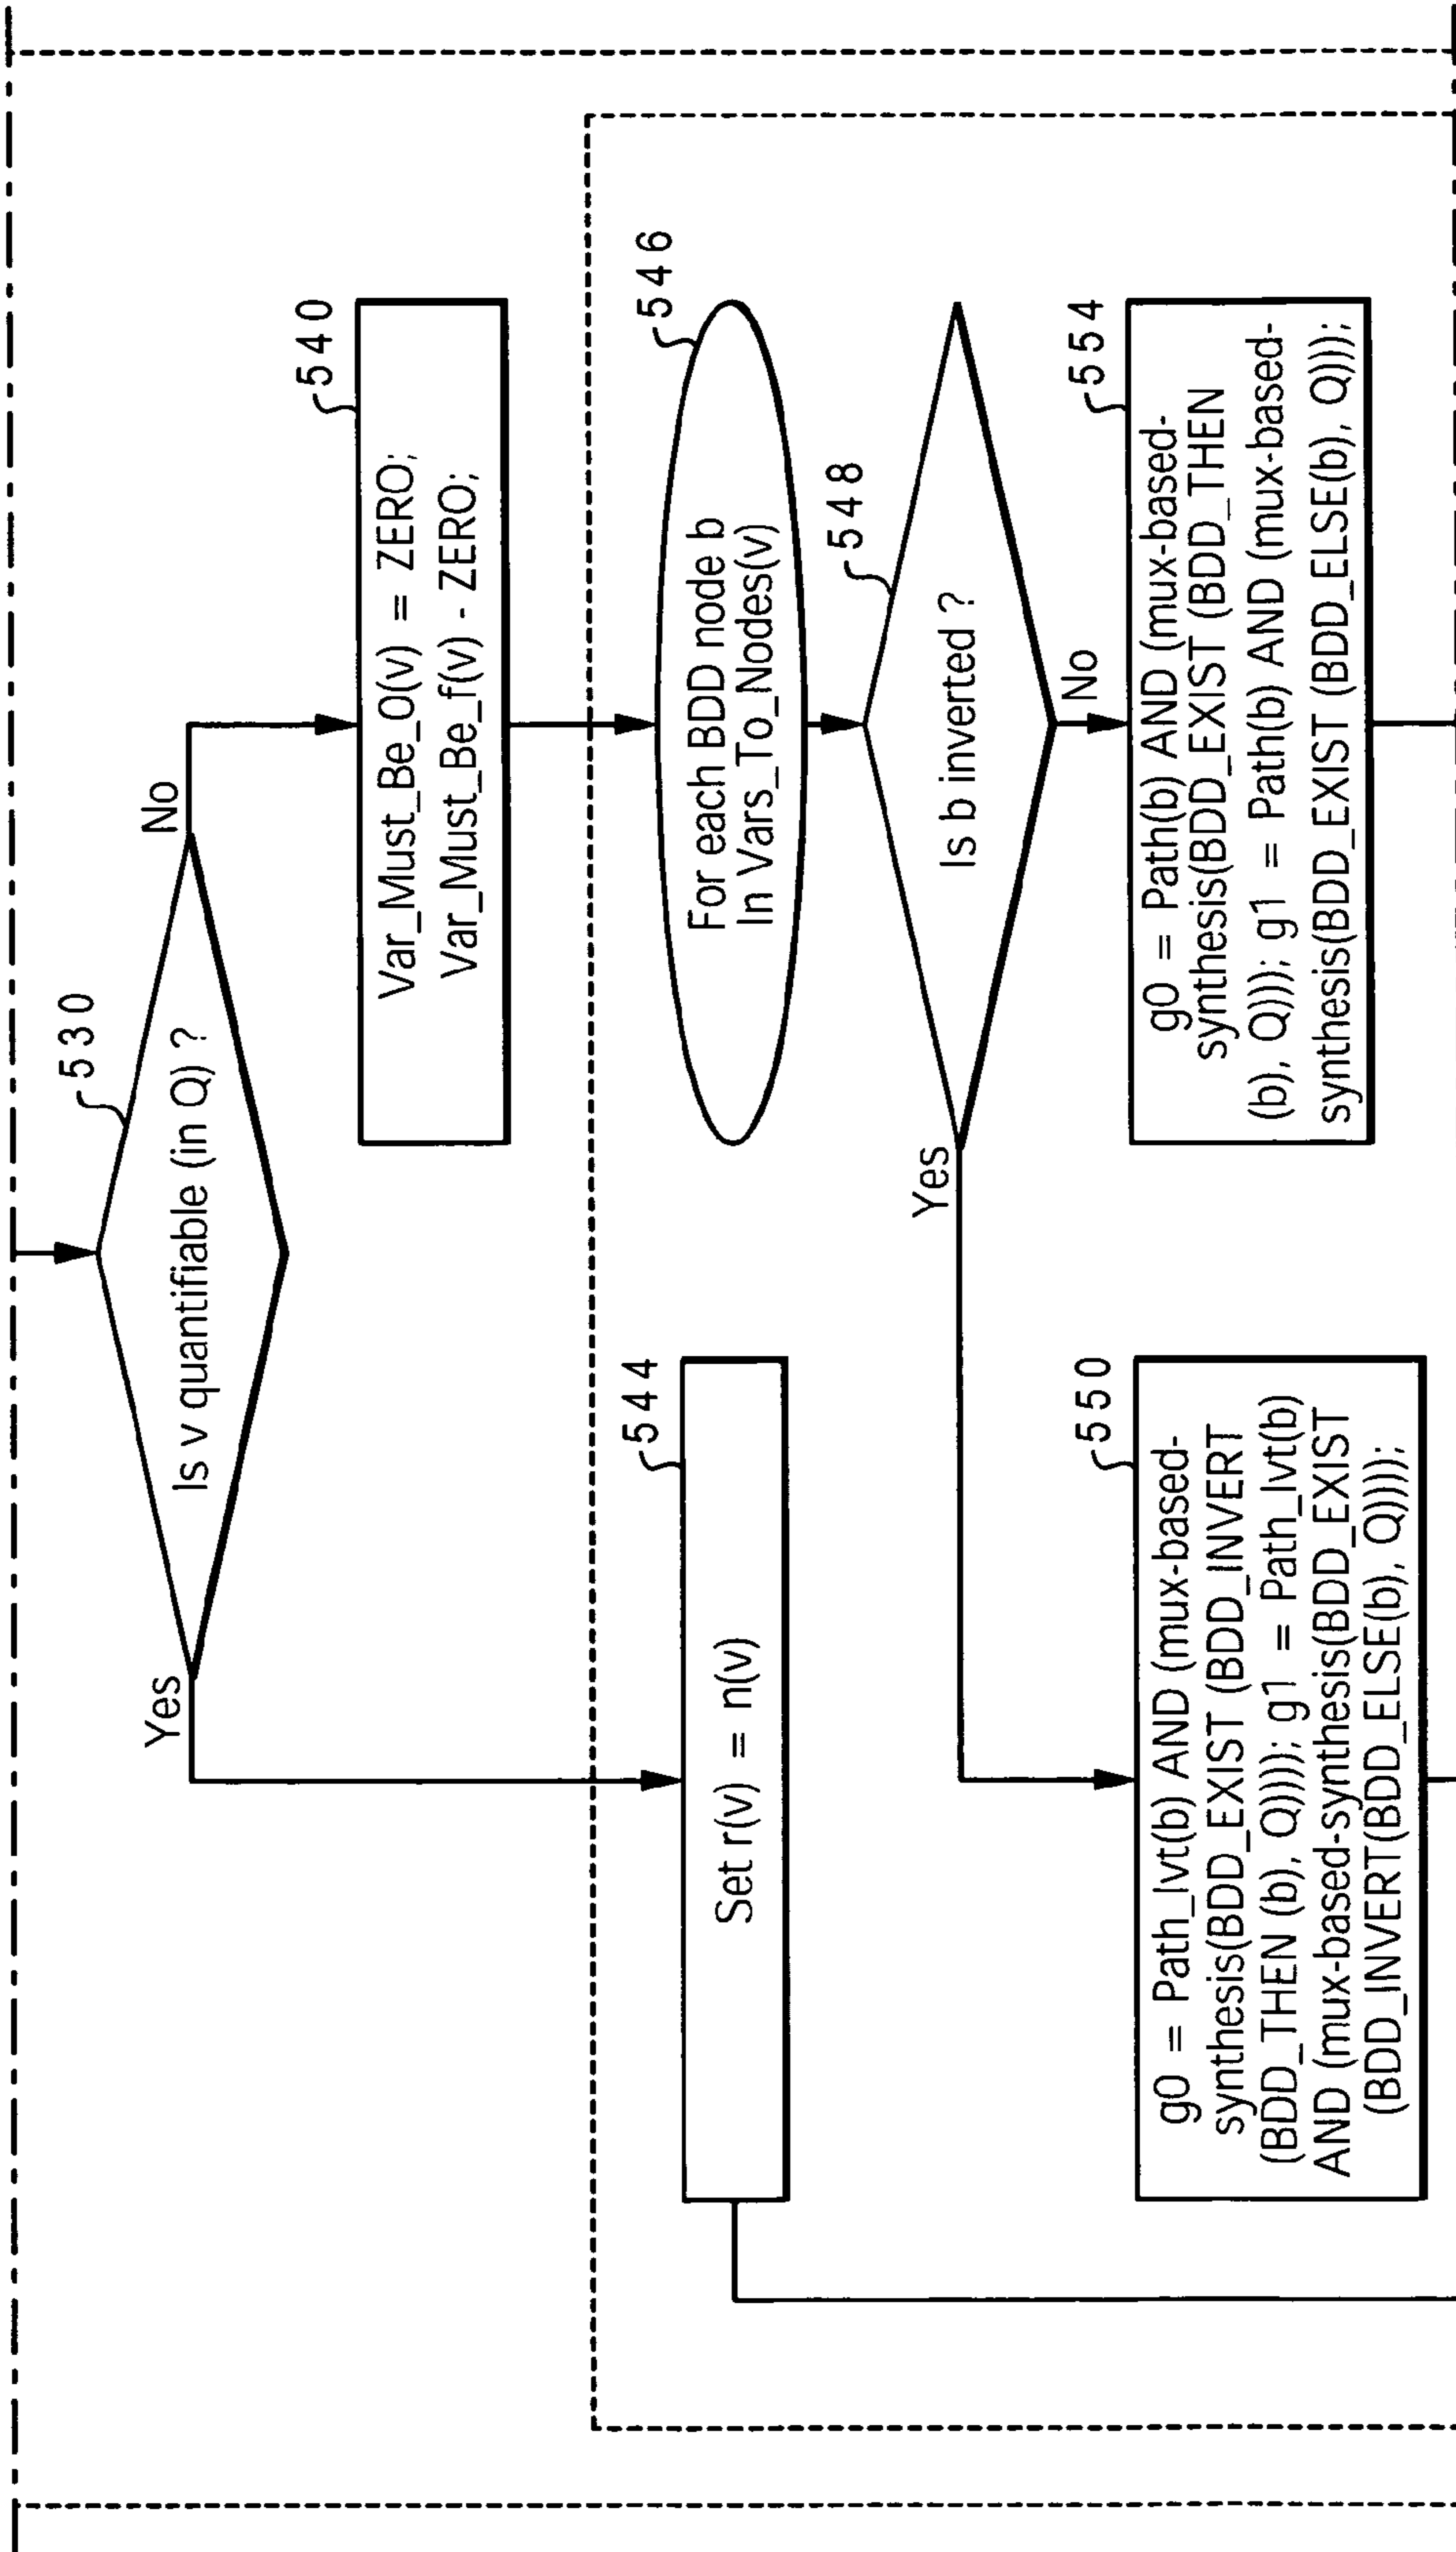 530
Is v quantifiable (in Q) ?
Yes
No
540
Var_Must_Be_0(v) = ZERO;
Var_Must_Be_f(v) - ZERO;
544
Set r(v) = n(v)
546
For each BDD node b
In Vars_To_Nodes(v)
548
Is b inverted ?
Yes
No
550
g0 = Path_Ivt(b) AND (mux-based-
synthesis(BDD_EXIST (BDD_INVERT
(BDD_THEN (b), Q)))); g1 = Path_Ivt(b)
AND (mux-based-synthesis(BDD_EXIST
(BDD_INVERT(BDD_ELSE(b), Q))));
554
g0 = Path(b) AND (mux-based-
synthesis(BDD_EXIST (BDD_THEN
(b), Q))); g1 = Path(b) AND (mux-based-
synthesis(BDD_EXIST (BDD_ELSE(b), Q)));